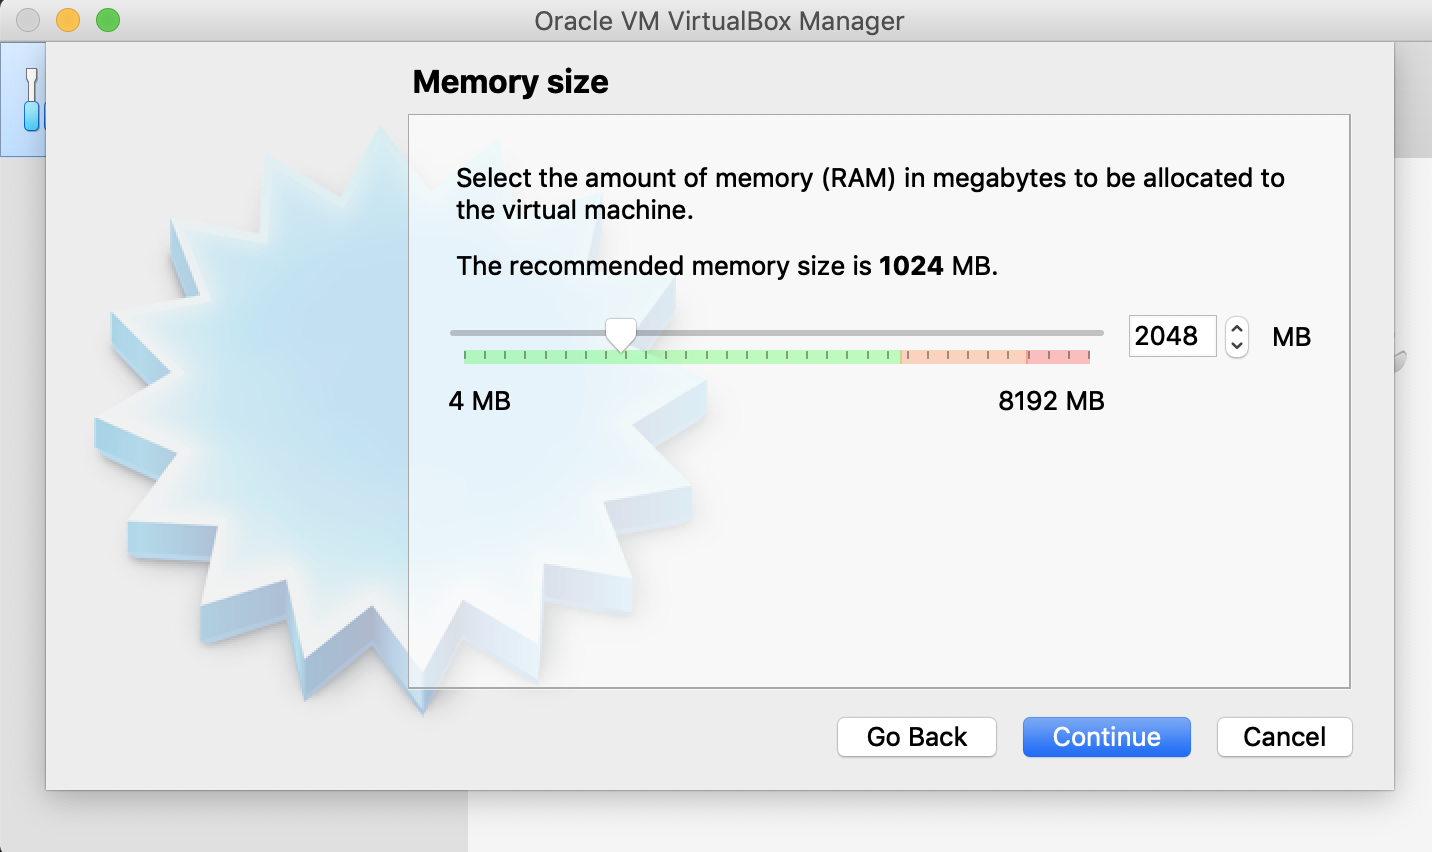 Oracle VM VirtualBox Manager
Memory size
Select the amount of memory (RAM) in megabytes to be allocated to
the virtual machine.
The recommended memory size is 1024 MB.
2048 MB
4 MB 8192 MB
Go Back Continue Cancel